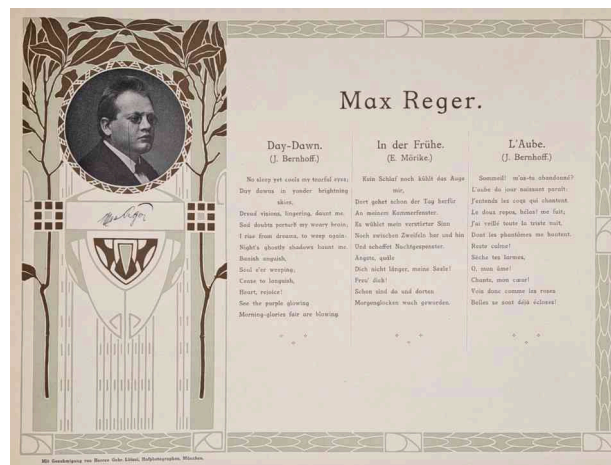 Max Reger.
Day-Dawn.
(J. Bernhoff.)
No sleep yet cools my tearful eyes;
Day dawns in yonder brightning
skies.
Dread visions, lingering, daunt me.
Sad doubts perturb my weary brain,
I rise from dreams, to weep again.
Night's ghostly shadows haunt me.
Banish anguish,
Soul e'er weeping,
Cease to languish,
Heart, rejoice!
See the purple glowing
Morning-glories fair are blowing
In der Frühe.
(E. Mörike.)
Kein Schlaf noch kühlt das Auge
mir,
Dort gehet schon der Tag herfür
An meinem Kammerfenster.
Es wühlet mein verstörter Sinn
Noch zwischen Zweifeln her und hin
Und schaffet Nachtgespenster.
Ängste, quäle
Dich nicht länger, meine Seele!
Freu' dich!
Schon sind da und dorten
Morgenglocken wach geworden.
L'Aube.
(J. Bernhoff.)
Sommeil! m'as-tu abandonné?
L'aube du jour naissant paraît:
J'entends les coqs qui chantent.
Le doux repos, hélas! me fuit;
J'ai veillé toute la triste nuit,
Dont les phantômes me hantent.
Reste calme!
Sèche tes larmes,
O, mon âme!
Chante, mon cœur!
Vois donc comme les roses
Belles se sont déjà écloses!
Mit Genehmigung von Herren Gebr. Lützel, Hofphotographen, München.